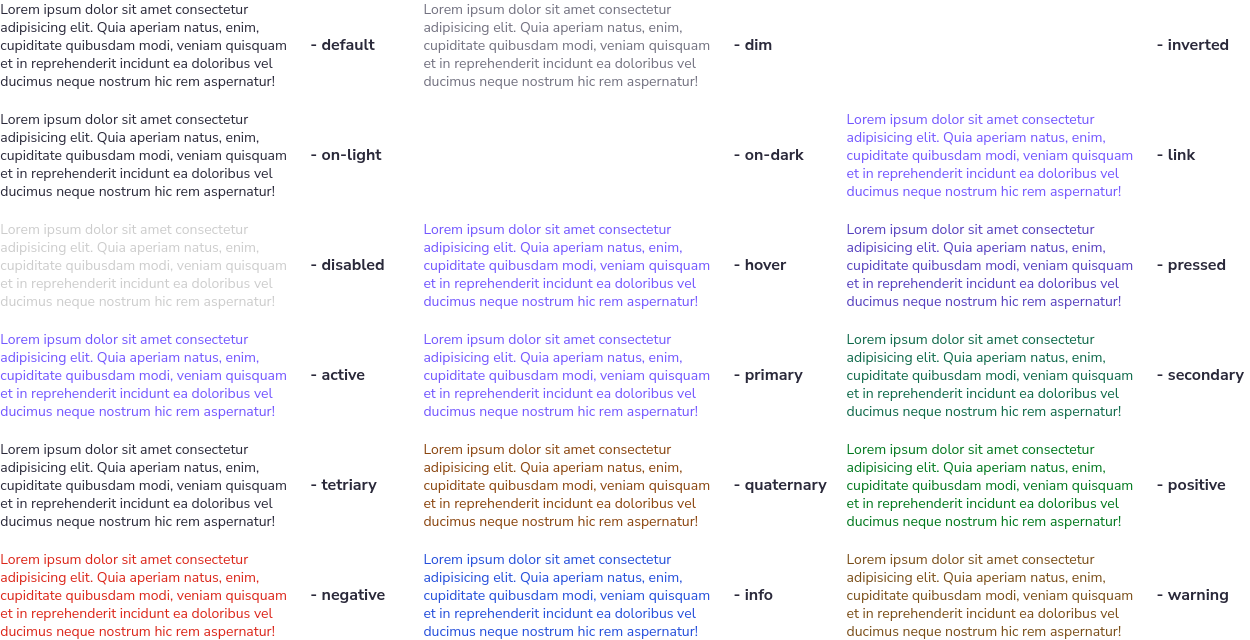 Lorem ipsum dolor sit amet consectetur
adipisicing elit. Quia aperiam natus, enim,
cupiditate quibusdam modi, veniam quisquam
et in reprehenderit incidunt ea doloribus vel
ducimus neque nostrum hic rem aspernatur!
- default
Lorem ipsum dolor sit amet consectetur
adipisicing elit. Quia aperiam natus, enim,
cupiditate quibusdam modi, veniam quisquam
et in reprehenderit incidunt ea doloribus vel
ducimus neque nostrum hic rem aspernatur!
- dim
- inverted
Lorem ipsum dolor sit amet consectetur
adipisicing elit. Quia aperiam natus, enim,
cupiditate quibusdam modi, veniam quisquam
et in reprehenderit incidunt ea doloribus vel
ducimus neque nostrum hic rem aspernatur!
- on-light
- on-dark
Lorem ipsum dolor sit amet consectetur
adipisicing elit. Quia aperiam natus, enim,
cupiditate quibusdam modi, veniam quisquam
et in reprehenderit incidunt ea doloribus vel
ducimus neque nostrum hic rem aspernatur!
- link
Lorem ipsum dolor sit amet consectetur
adipisicing elit. Quia aperiam natus, enim,
cupiditate quibusdam modi, veniam quisquam
et in reprehenderit incidunt ea doloribus vel
ducimus neque nostrum hic rem aspernatur!
- disabled
Lorem ipsum dolor sit amet consectetur
adipisicing elit. Quia aperiam natus, enim,
cupiditate quibusdam modi, veniam quisquam
et in reprehenderit incidunt ea doloribus vel
ducimus neque nostrum hic rem aspernatur!
- hover
Lorem ipsum dolor sit amet consectetur
adipisicing elit. Quia aperiam natus, enim,
cupiditate quibusdam modi, veniam quisquam
et in reprehenderit incidunt ea doloribus vel
ducimus neque nostrum hic rem aspernatur!
- pressed
Lorem ipsum dolor sit amet consectetur
adipisicing elit. Quia aperiam natus, enim,
cupiditate quibusdam modi, veniam quisquam
et in reprehenderit incidunt ea doloribus vel
ducimus neque nostrum hic rem aspernatur!
- active
Lorem ipsum dolor sit amet consectetur
adipisicing elit. Quia aperiam natus, enim,
cupiditate quibusdam modi, veniam quisquam
et in reprehenderit incidunt ea doloribus vel
ducimus neque nostrum hic rem aspernatur!
- primary
Lorem ipsum dolor sit amet consectetur
adipisicing elit. Quia aperiam natus, enim,
cupiditate quibusdam modi, veniam quisquam
et in reprehenderit incidunt ea doloribus vel
ducimus neque nostrum hic rem aspernatur!
- secondary
Lorem ipsum dolor sit amet consectetur
adipisicing elit. Quia aperiam natus, enim,
cupiditate quibusdam modi, veniam quisquam
et in reprehenderit incidunt ea doloribus vel
ducimus neque nostrum hic rem aspernatur!
- tetriary
Lorem ipsum dolor sit amet consectetur
adipisicing elit. Quia aperiam natus, enim,
cupiditate quibusdam modi, veniam quisquam
et in reprehenderit incidunt ea doloribus vel
ducimus neque nostrum hic rem aspernatur!
- quaternary
Lorem ipsum dolor sit amet consectetur
adipisicing elit. Quia aperiam natus, enim,
cupiditate quibusdam modi, veniam quisquam
et in reprehenderit incidunt ea doloribus vel
ducimus neque nostrum hic rem aspernatur!
- positive
Lorem ipsum dolor sit amet consectetur
adipisicing elit. Quia aperiam natus, enim,
cupiditate quibusdam modi, veniam quisquam
et in reprehenderit incidunt ea doloribus vel
ducimus neque nostrum hic rem aspernatur!
- negative
Lorem ipsum dolor sit amet consectetur
adipisicing elit. Quia aperiam natus, enim,
cupiditate quibusdam modi, veniam quisquam
et in reprehenderit incidunt ea doloribus vel
ducimus neque nostrum hic rem aspernatur!
- info
Lorem ipsum dolor sit amet consectetur
adipisicing elit. Quia aperiam natus, enim,
cupiditate quibusdam modi, veniam quisquam
et in reprehenderit incidunt ea doloribus vel
ducimus neque nostrum hic rem aspernatur!
- warning